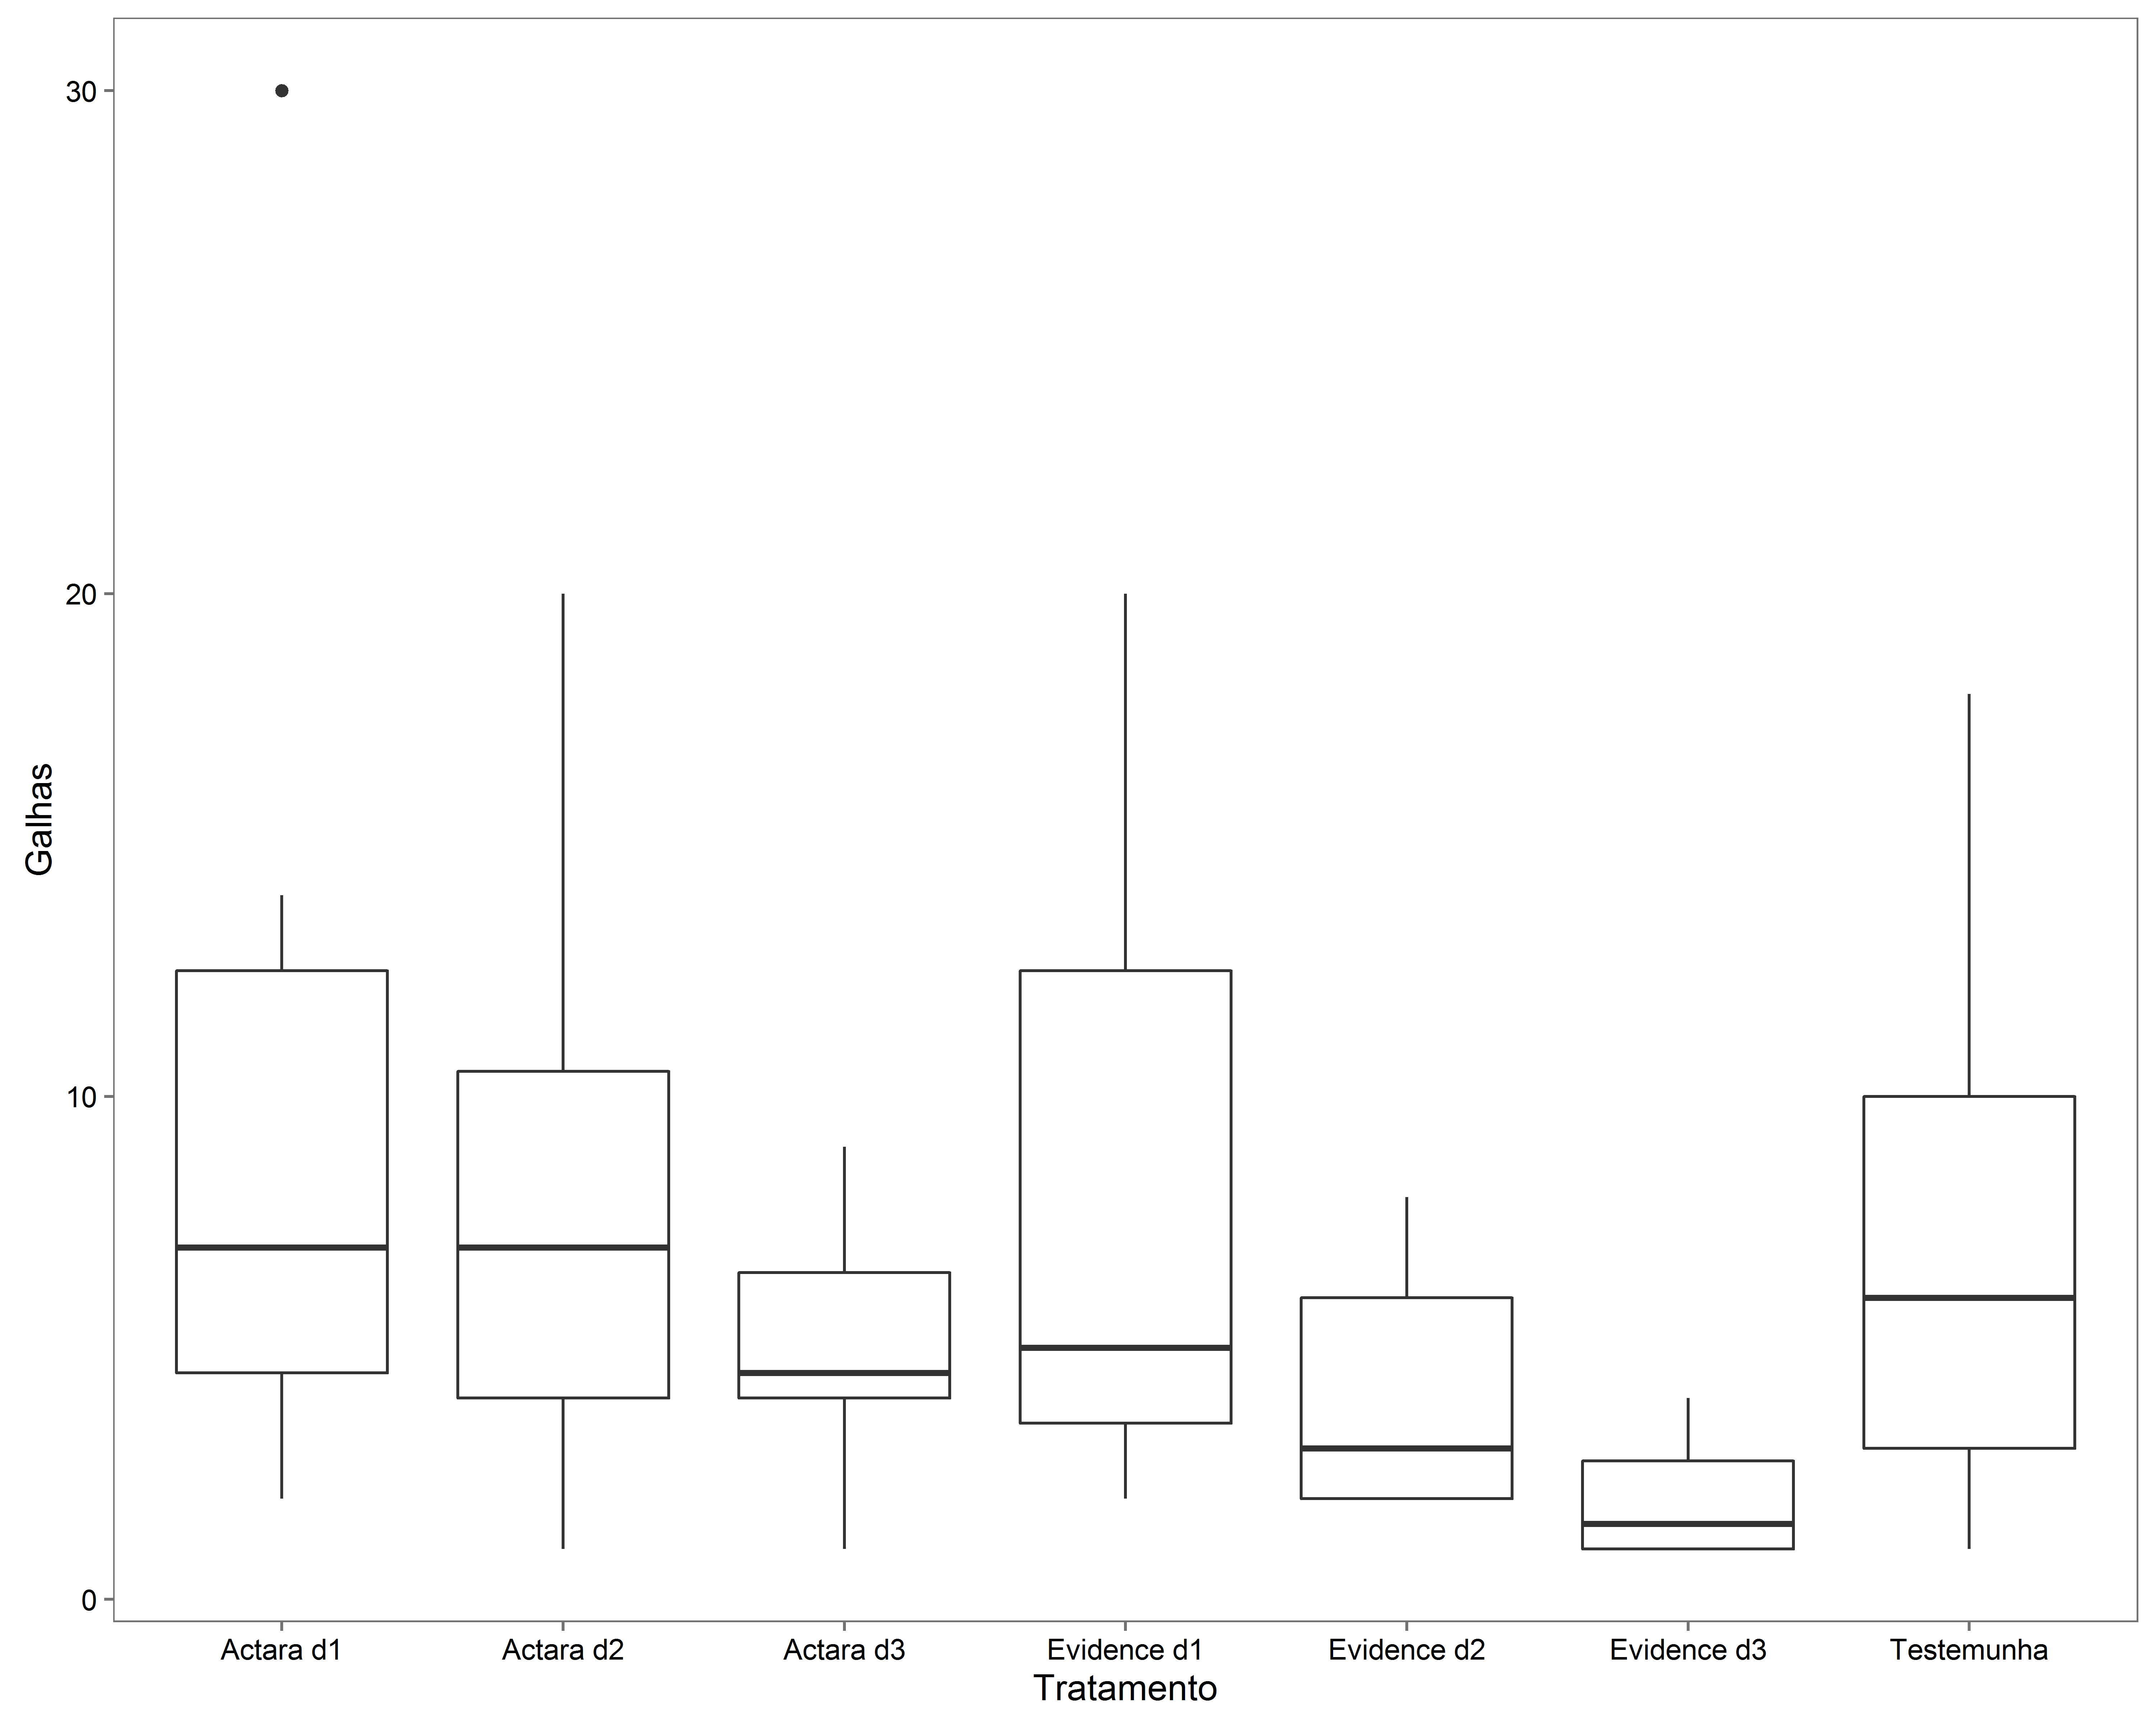 30
20
10
0
Galhas
Actara d1 Actara d2 Actara d3 Evidence d1 Evidence d2 Evidence d3 Testemunha
Tratamento